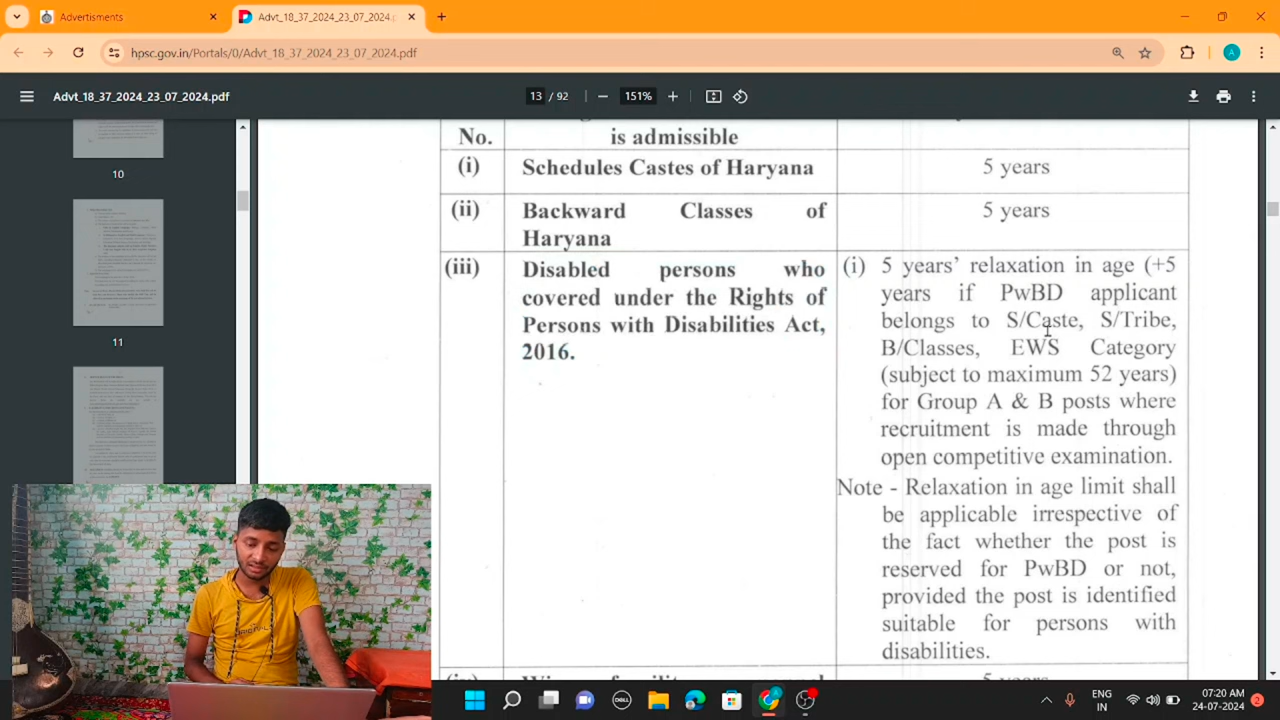 Advertisments
Advt_18_37_2024_23_07_2024.p
hpsc.gov.in/Portals/0/Advt_18_37_2024_23_07_2024.pdf
A
Advt_18_37_2024_23_07_2024.pdf
13 / 92
151%
10
11
No.
is admissible
(i)
Schedules Castes of Haryana
5 years
(ii)
Backward Classes of
Haryana
5 years
(iii)
Disabled persons who
covered under the Rights of
Persons with Disabilities Act,
2016.
(i) 5 years' relaxation in age (+5
years if PwBD applicant
belongs to S/Caste, S/Tribe,
B/Classes, EWS Category
(subject to maximum 52 years)
for Group A & B posts where
recruitment is made through
open competitive examination.
Note - Relaxation in age limit shall
be applicable irrespective of
the fact whether the post is
reserved for PwBD or not,
provided the post is identified
suitable for persons with
disabilities.
5 years
DELL
ENG
IN
07:20 AM
24-07-2024
2